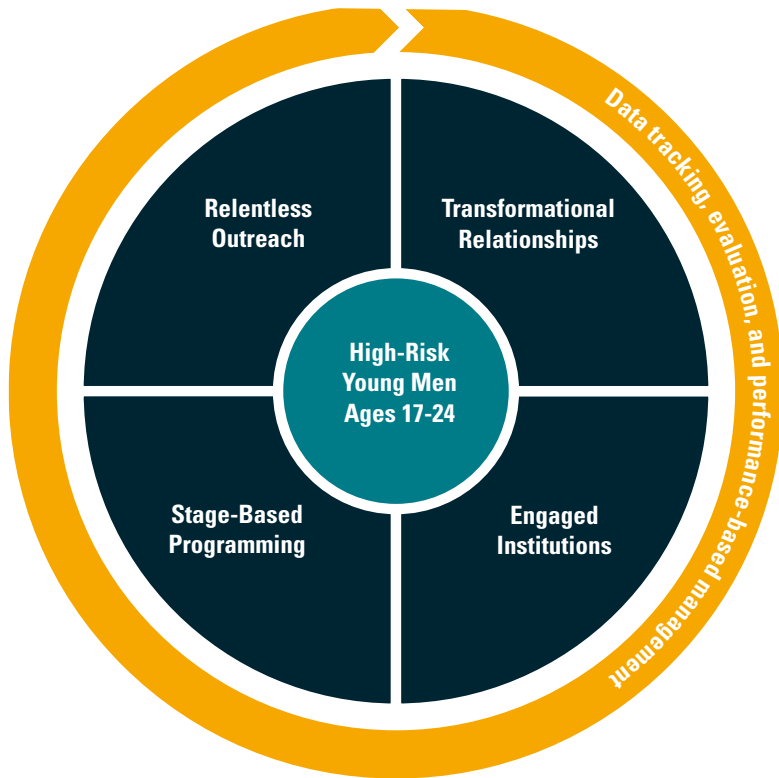 Relentless
Outreach
Transformational
Relationships
High-Risk
Young Men
Ages 17-24
Stage-Based
Programming
Engaged
Institutions
Data tracking, evaluation, and performance-based management